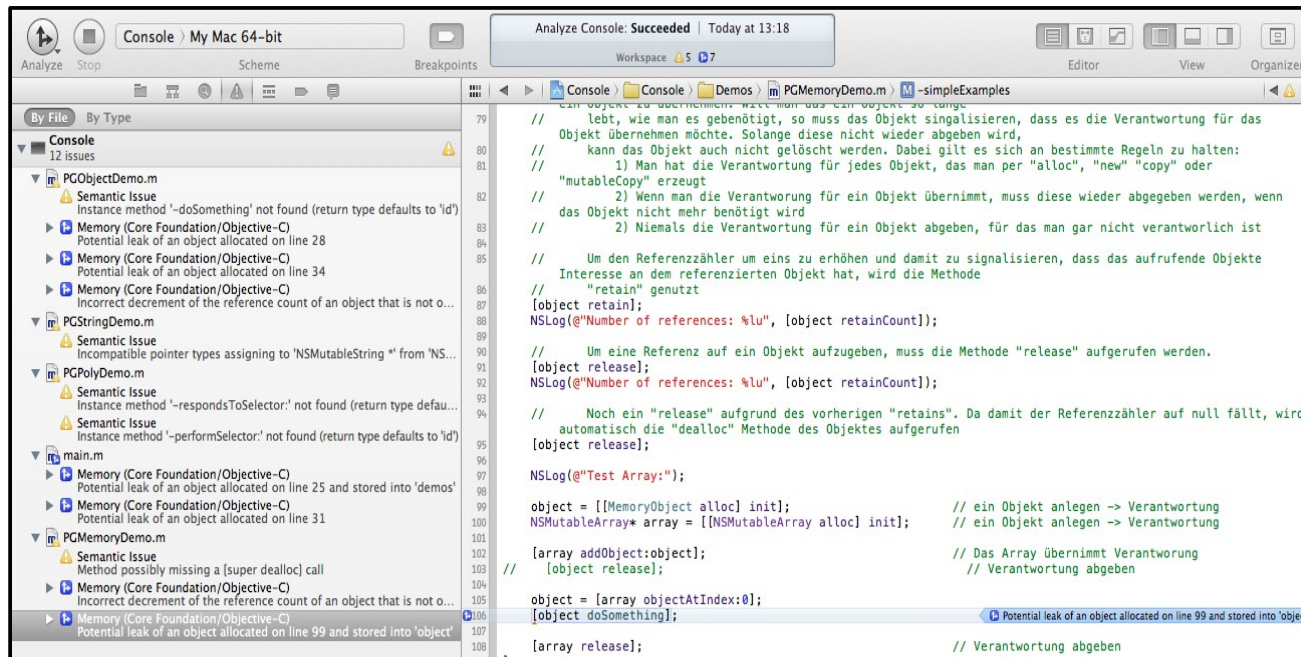 Console 〉 My Mac 64-bit
Analyze Stop Scheme Breakpoints
Analyze Console: Succeeded | Today at 13:18
Workspace 5 7
Editor View Organizer
By File By Type
Console
12 issues
PGObjectDemo.m
Semantic Issue
Instance method '-doSomething' not found (return type defaults to 'id')
Memory (Core Foundation/Objective-C)
Potential leak of an object allocated on line 28
Memory (Core Foundation/Objective-C)
Potential leak of an object allocated on line 34
Memory (Core Foundation/Objective-C)
Incorrect decrement of the reference count of an object that is not o...
PGStringDemo.m
Semantic Issue
Incompatible pointer types assigning to 'NSMutableString *' from 'NS...
PGPolyDemo.m
Semantic Issue
Instance method '-respondsToSelector:' not found (return type defau...
Semantic Issue
Instance method '-performSelector:' not found (return type defaults to 'id')
main.m
Memory (Core Foundation/Objective-C)
Potential leak of an object allocated on line 25 and stored into 'demos'
Memory (Core Foundation/Objective-C)
Potential leak of an object allocated on line 31
PGMemoryDemo.m
Semantic Issue
Method possibly missing a [super dealloc] call
Memory (Core Foundation/Objective-C)
Incorrect decrement of the reference count of an object that is not o...
Memory (Core Foundation/Objective-C)
Potential leak of an object allocated on line 99 and stored into 'object'
Console 〉 Console 〉 Demos 〉 PGMemoryDemo.m 〉 M -simpleExamples
ein Objekt zu übernehmen. Will man das ein Objekt so lange
79 // lebt, wie man es gebenötigt, so muss das Objekt singalisieren, dass es die Verantwortung für das
Objekt übernehmen möchte. Solange diese nicht wieder abgeben wird,
80 // kann das Objekt auch nicht gelöscht werden. Dabei gilt es sich an bestimmte Regeln zu halten:
81 // 1) Man hat die Verantwortung für jedes Objekt, das man per "alloc", "new" "copy" oder
"mutableCopy" erzeugt
82 // 2) Wenn man die Verantworung für ein Objekt übernimmt, muss diese wieder abgegeben werden, wenn
das Objekt nicht mehr benötigt wird
83 // 2) Niemals die Verantwortung für ein Objekt abgeben, für das man gar nicht verantworlich ist
84
85 // Um den Referenzzähler um eins zu erhöhen und damit zu signalisieren, dass das aufrufende Objekte
Interesse an dem referenzierten Objekt hat, wird die Methode
86 // "retain" genutzt
87 [object retain];
88 NSLog(@"Number of references: %lu", [object retainCount]);
89
90 // Um eine Referenz auf ein Objekt aufzugeben, muss die Methode "release" aufgerufen werden.
91 [object release];
92 NSLog(@"Number of references: %lu", [object retainCount]);
93
94 // Noch ein "release" aufgrund des vorherigen "retains". Da damit der Referenzzähler auf null fällt, wird
automatisch die "dealloc" Methode des Objektes aufgerufen
95 [object release];
96
97 NSLog(@"Test Array:");
98
99 object = [[MemoryObject alloc] init]; // ein Objekt anlegen -> Verantwortung
100 NSMutableArray* array = [[NSMutableArray alloc] init]; // ein Objekt anlegen -> Verantwortung
101
102 [array addObject:object]; // Das Array übernimmt Verantworung
103 // [object release]; // Verantwortung abgeben
104
105 object = [array objectAtIndex:0];
106 [object doSomething]; Potential leak of an object allocated on line 99 and stored into 'obje
107
108 [array release]; // Verantwortung abgeben